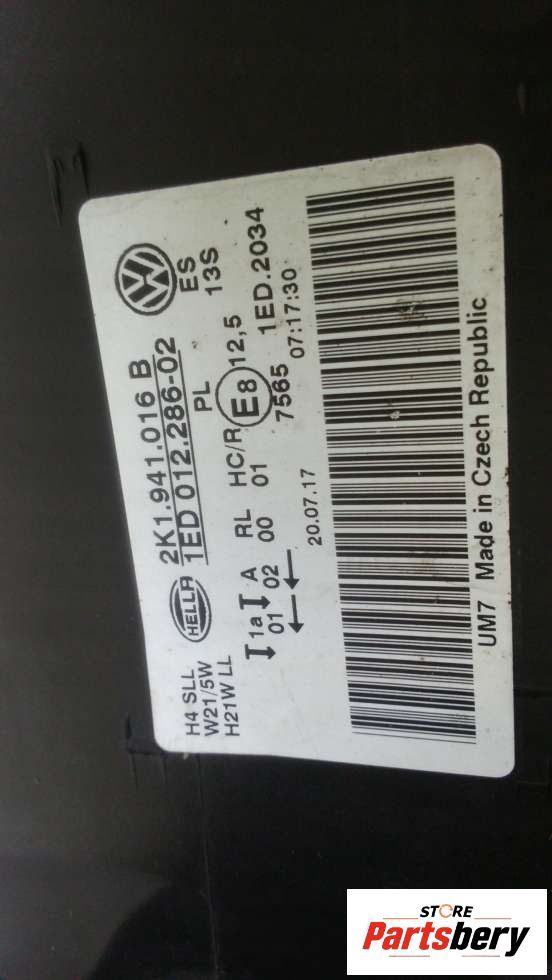 HELLA 2K1.941.016 B
1ED 012.286-02
H4 SLL PL ES
W21/5W 13S
H21W LL
1a A RL HC/R E8 12,5
01 02 00 01 7565 1ED.2034
20.07.17 07:17:30
UM7 Made in Czech Republic
STORE
Partsbery